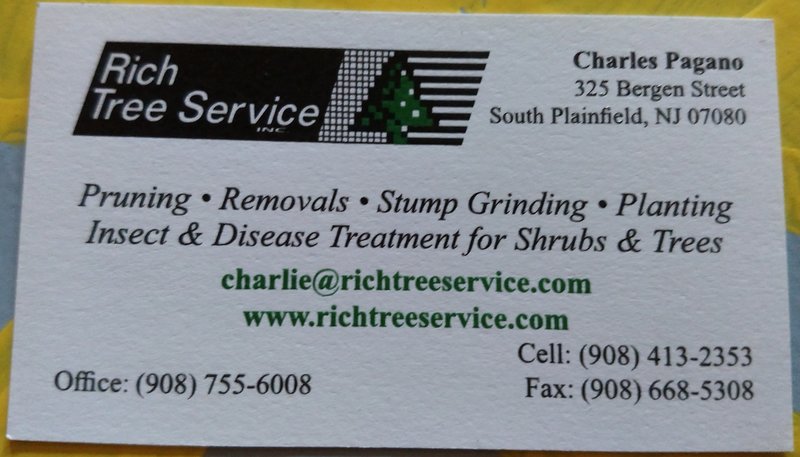 Rich
Tree Service
INC.
Charles Pagano
325 Bergen Street
South Plainfield, NJ 07080
Pruning • Removals • Stump Grinding • Planting
Insect & Disease Treatment for Shrubs & Trees
charlie@richtreeservice.com
www.richtreeservice.com
Cell: (908) 413-2353
Office: (908) 755-6008
Fax: (908) 668-5308